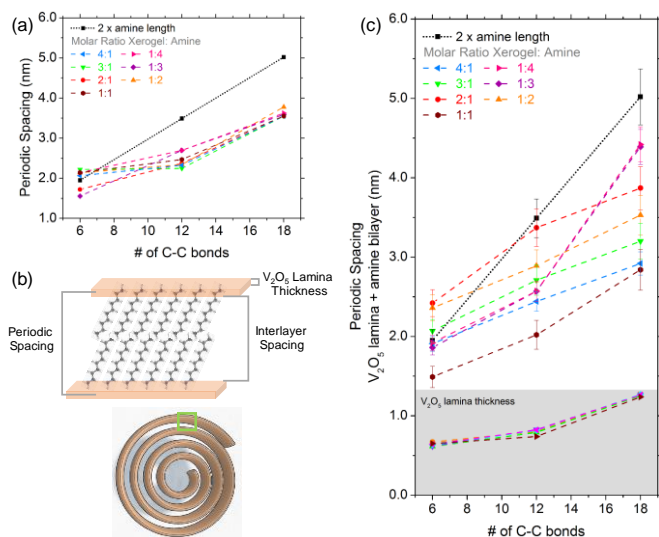 (a)
2 x amine length
Molar Ratio Xerogel: Amine
4:1 1:4
3:1 1:3
2:1 1:2
1:1
Periodic Spacing (nm)
5.0
4.0
3.0
2.0
1.0
6 8 10 12 14 16 18
# of C-C bonds
(b)
V₂O₅ Lamina
Thickness
Periodic
Spacing
Interlayer
Spacing
(c)
2 x amine length
Molar Ratio Xerogel: Amine
4:1 1:4
3:1 1:3
2:1 1:2
1:1
Periodic Spacing
V₂O₅ lamina + amine bilayer (nm)
6.0
5.0
4.0
3.0
2.0
1.0
0.0
V₂O₅ lamina thickness
6 8 10 12 14 16 18
# of C-C bonds